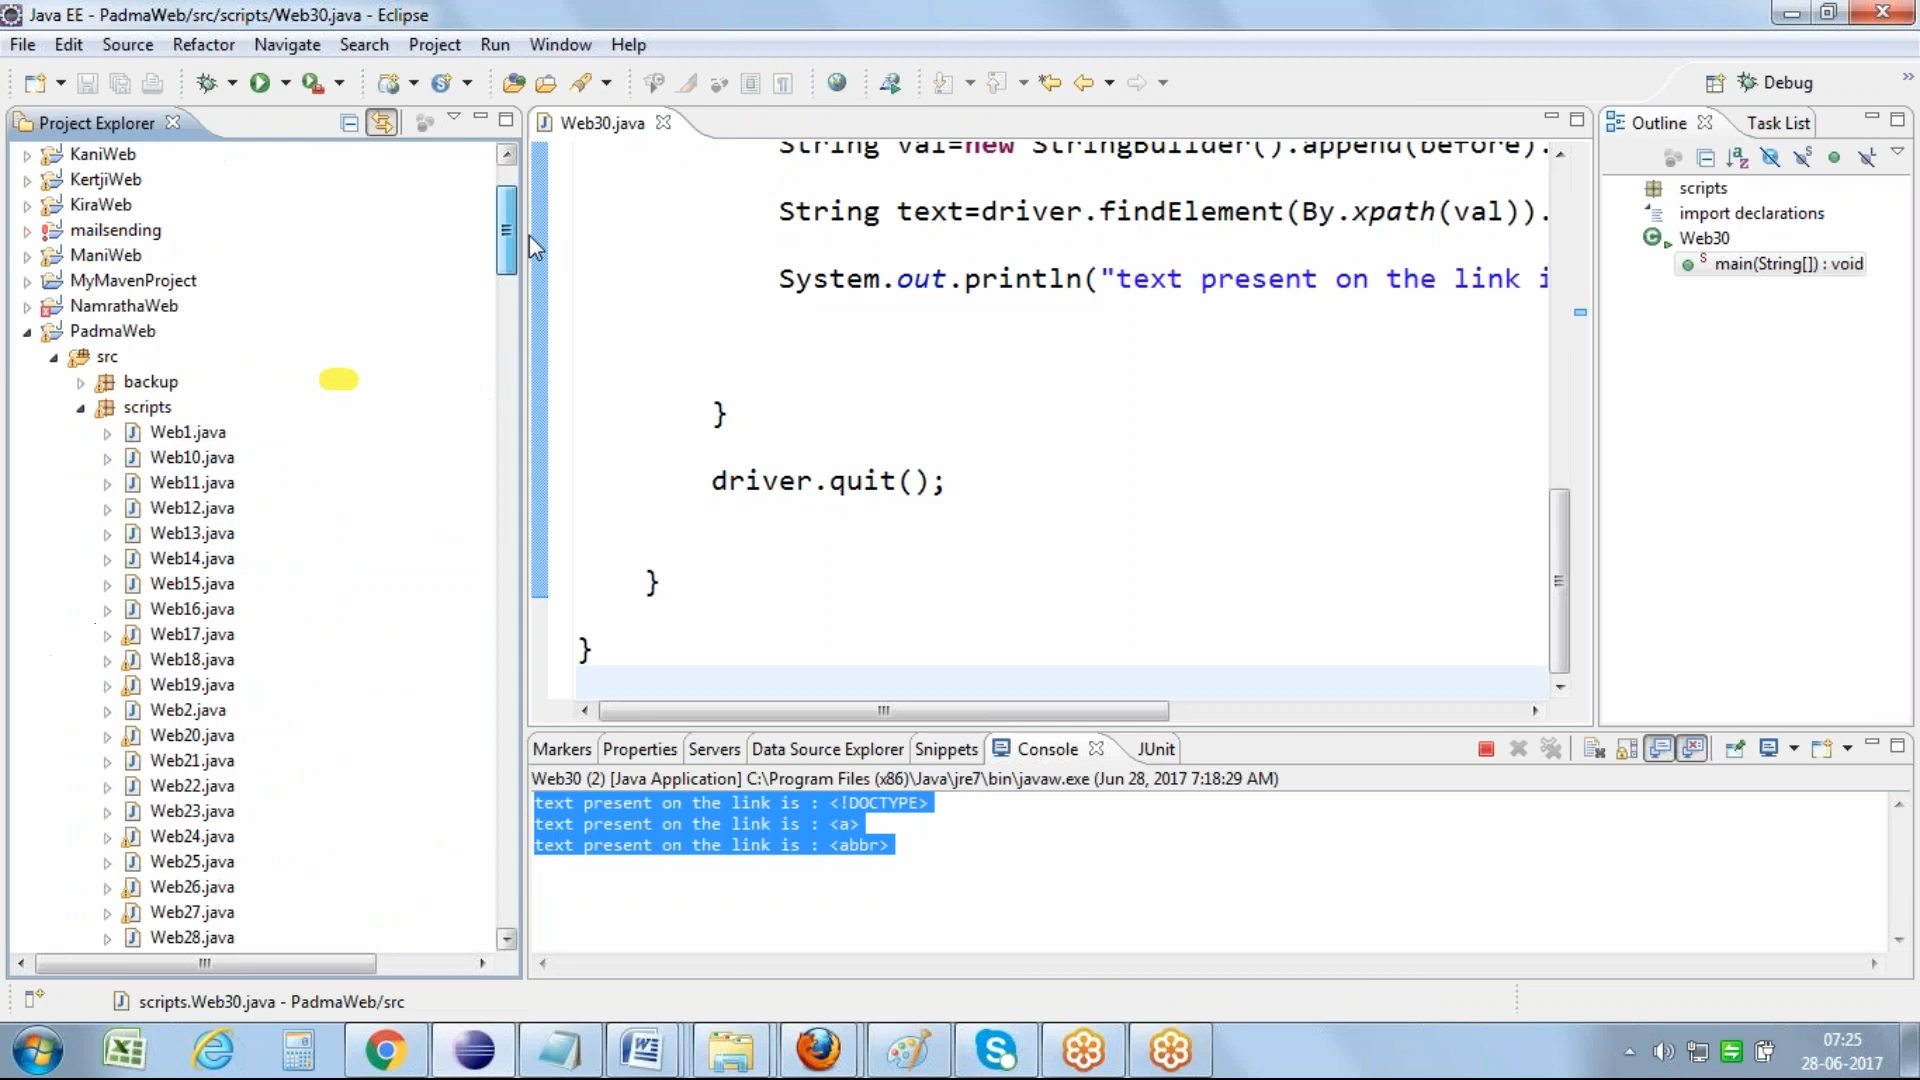 Java EE - PadmaWeb/src/scripts/Web30.java - Eclipse
File Edit Source Refactor Navigate Search Project Run Window Help
Debug
Project Explorer
KaniWeb
KertjiWeb
KiraWeb
mailsending
ManiWeb
MyMavenProject
NamrathaWeb
PadmaWeb
src
backup
scripts
Web1.java
Web10.java
Web11.java
Web12.java
Web13.java
Web14.java
Web15.java
Web16.java
Web17.java
Web18.java
Web19.java
Web2.java
Web20.java
Web21.java
Web22.java
Web23.java
Web24.java
Web25.java
Web26.java
Web27.java
Web28.java
Web30.java
String val=new StringBuilder().append(before).
String text=driver.findElement(By.xpath(val)).
System.out.println("text present on the link i
}
driver.quit();
}
}
Outline Task List
scripts
import declarations
Web30
main(String[]) : void
Markers Properties Servers Data Source Explorer Snippets Console JUnit
Web30 (2) [Java Application] C:\Program Files (x86)\Java\jre7\bin\javaw.exe (Jun 28, 2017 7:18:29 AM)
text present on the link is : <!DOCTYPE>
text present on the link is : <a>
text present on the link is : <abbr>
scripts.Web30.java - PadmaWeb/src
07:25
28-06-2017